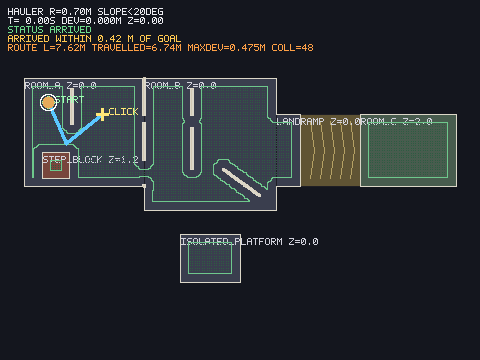 HAULER R=0.70M SLOPE<20DEG
T= 0.00S DEV=0.000M Z=0.00
STATUS ARRIVED
ARRIVED WITHIN 0.42 M OF GOAL
ROUTE L=7.62M TRAVELLED=6.74M MAXDEV=0.475M COLL=48
ROOM_A Z=0.0 ROOM_B Z=0.0
START
CLICK
LANDRAMP Z=0.0 ROOM_C Z=2.0
STEP_BLOCK Z=1.2
ISOLATED_PLATFORM Z=0.0